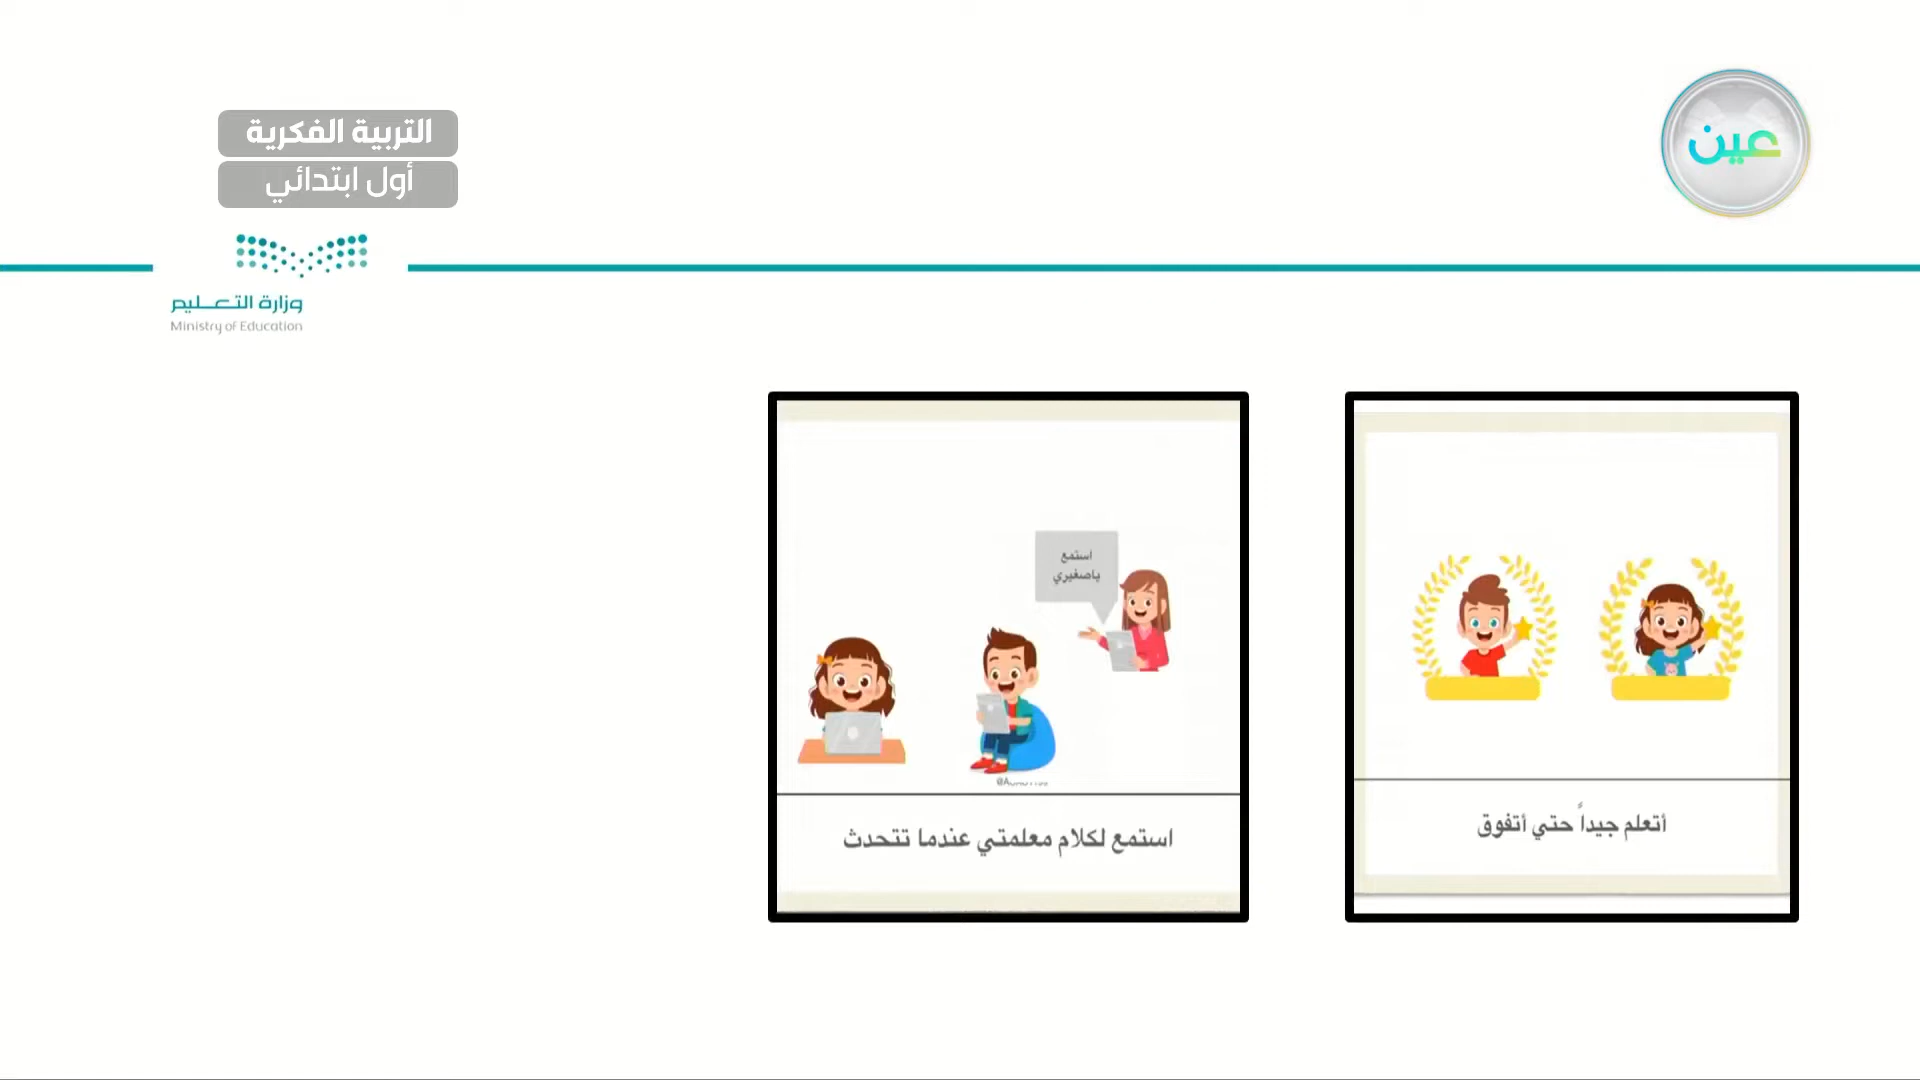 التربية الفكرية
أول ابتدائي
عين
وزارة التعليم
Ministry of Education
أتعلم جيداً حتي أتفوق
استمع
ياصغيري
استمع لكلام معلمتي عندما تتحدث